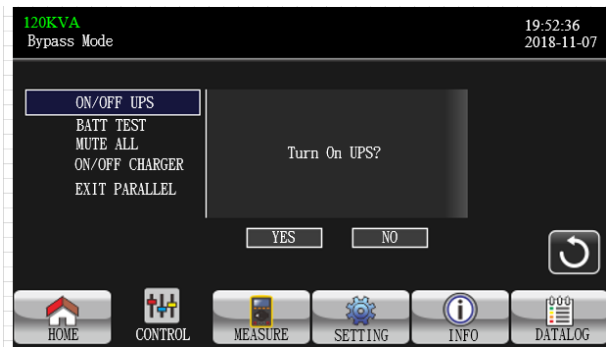 120KVA
Bypass Mode
19:52:36
2018-11-07
ON/OFF UPS
BATT TEST
MUTE ALL
ON/OFF CHARGER
EXIT PARALLEL
Turn On UPS?
YES
NO
HOME
CONTROL
MEASURE
SETTING
INFO
DATALOG